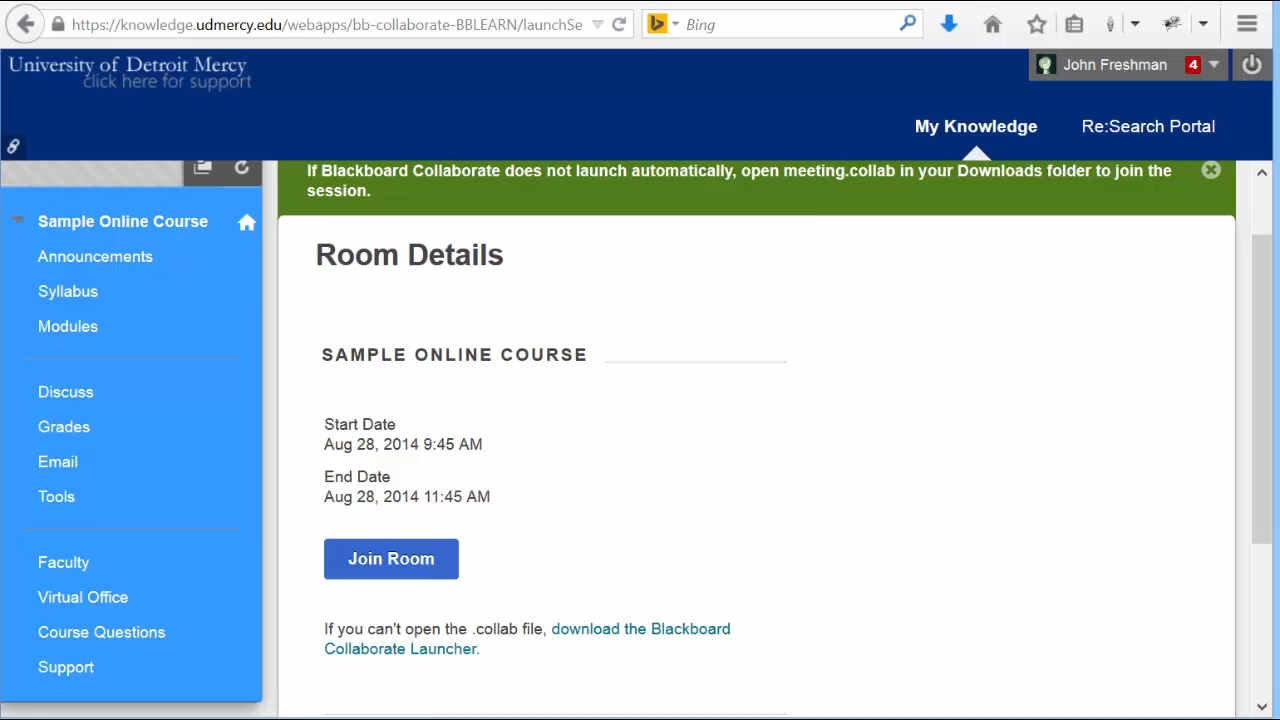 https://knowledge.udmercy.edu/webapps/bb-collaborate-BBLEARN/launchSe
Bing
University of Detroit Mercy
click here for support
John Freshman 4
My Knowledge
Re:Search Portal
If Blackboard Collaborate does not launch automatically, open meeting.collab in your Downloads folder to join the
session.
Sample Online Course
Announcements
Syllabus
Modules
Discuss
Grades
Email
Tools
Faculty
Virtual Office
Course Questions
Support
Room Details
SAMPLE ONLINE COURSE
Start Date
Aug 28, 2014 9:45 AM
End Date
Aug 28, 2014 11:45 AM
Join Room
If you can't open the .collab file, download the Blackboard
Collaborate Launcher.